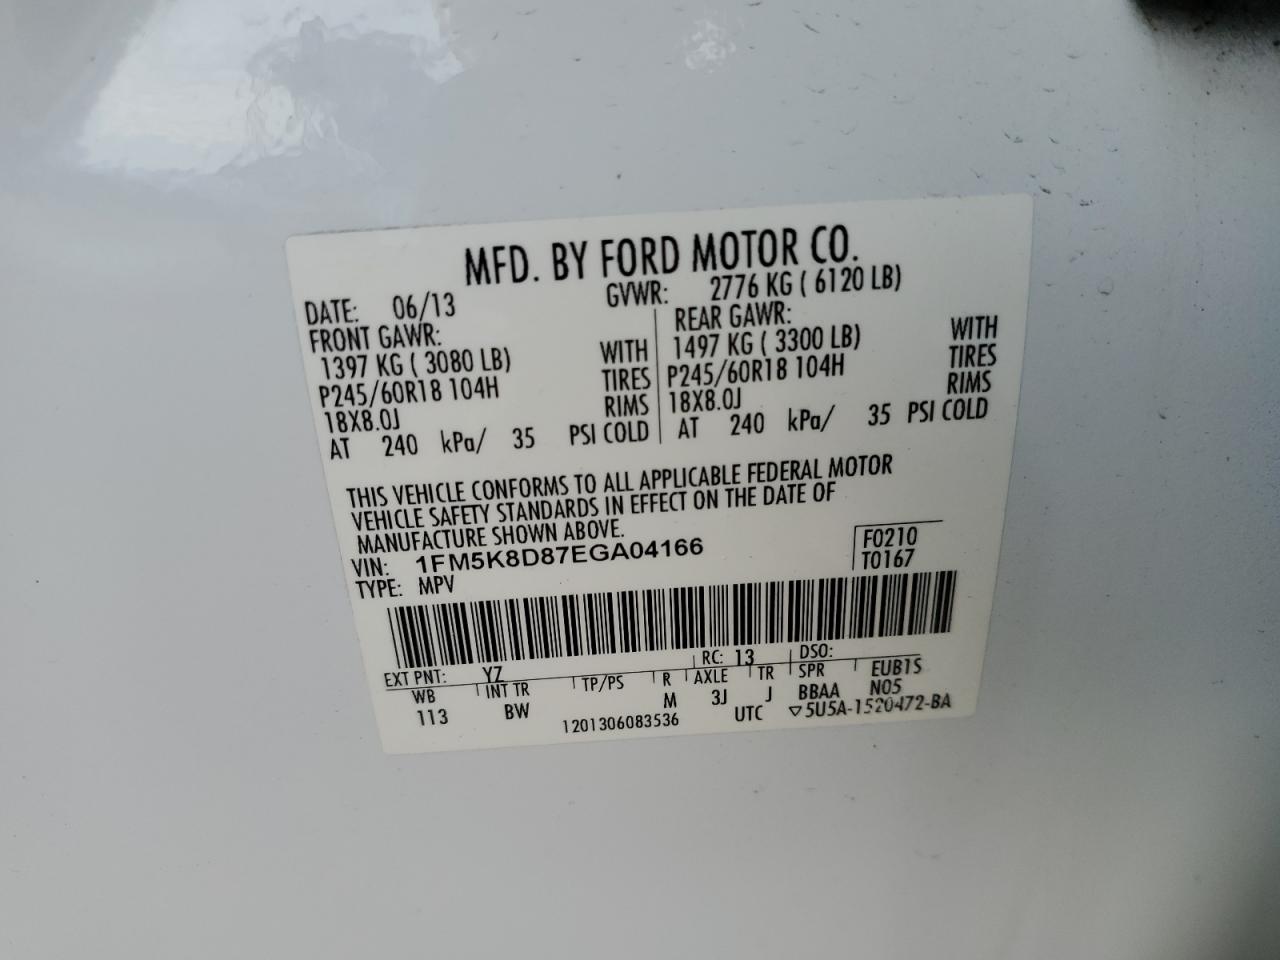 MFD. BY FORD MOTOR CO.
DATE: 06/13 GVWR: 2776 KG ( 6120 LB)
FRONT GAWR: REAR GAWR:
1397 KG ( 3080 LB) WITH 1497 KG ( 3300 LB) WITH
P245/60R18 104H TIRES P245/60R18 104H TIRES
18X8.0J RIMS 18X8.0J RIMS
AT 240 kPa/ 35 PSI COLD AT 240 kPa/ 35 PSI COLD
THIS VEHICLE CONFORMS TO ALL APPLICABLE FEDERAL MOTOR
VEHICLE SAFETY STANDARDS IN EFFECT ON THE DATE OF
MANUFACTURE SHOWN ABOVE.
VIN: 1FM5K8D87EGA04166 F0210
TYPE: MPV T0167
EXT PNT: YZ RC: 13 DSO:
WB INT TR TP/PS R AXLE TR SPR EUB1S
113 BW M 3J J BBAA N05
1201306083536 UTC ▽5U5A-1520472-BA